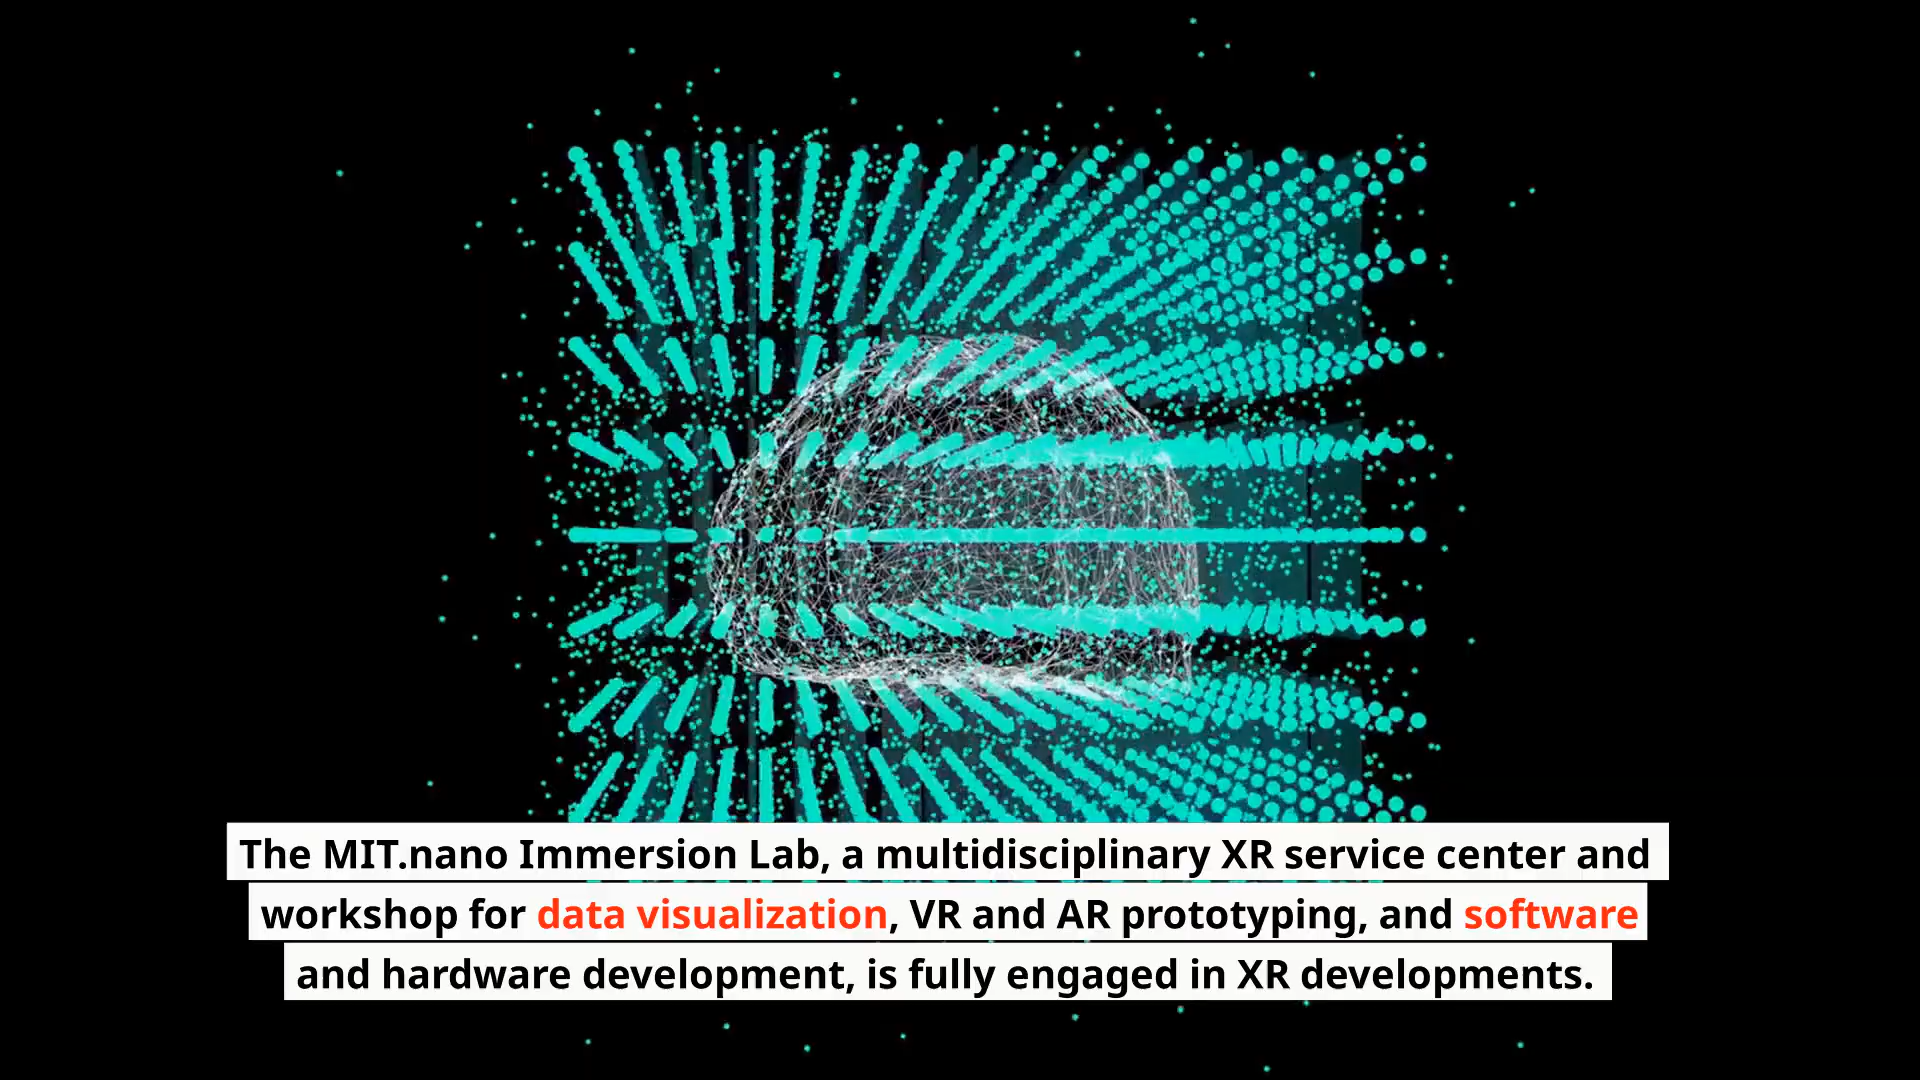 The MIT.nano Immersion Lab, a multidisciplinary XR service center and
workshop for data visualization, VR and AR prototyping, and software
and hardware development, is fully engaged in XR developments.